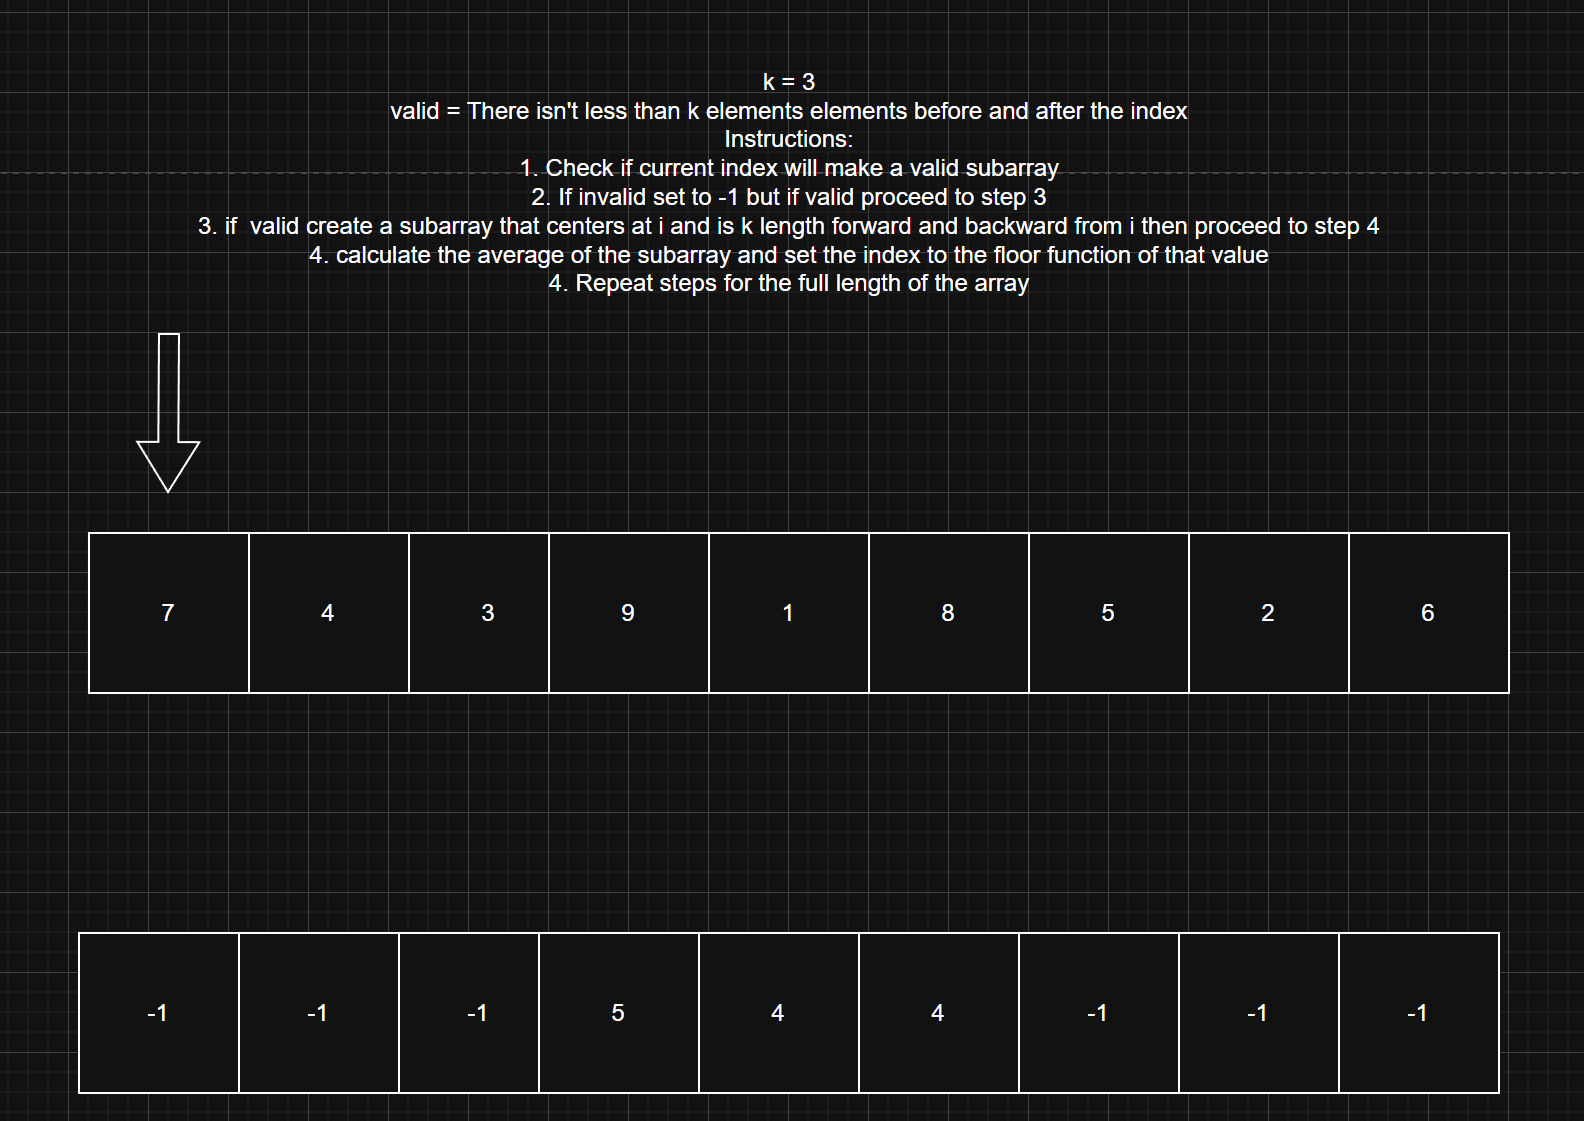 k = 3
valid = There isn't less than k elements elements before and after the index
Instructions:
1. Check if current index will make a valid subarray
2. If invalid set to -1 but if valid proceed to step 3
3. if  valid create a subarray that centers at i and is k length forward and backward from i then proceed to step 4
4. calculate the average of the subarray and set the index to the floor function of that value
4. Repeat steps for the full length of the array
7 4 3 9 1 8 5 2 6
-1 -1 -1 5 4 4 -1 -1 -1